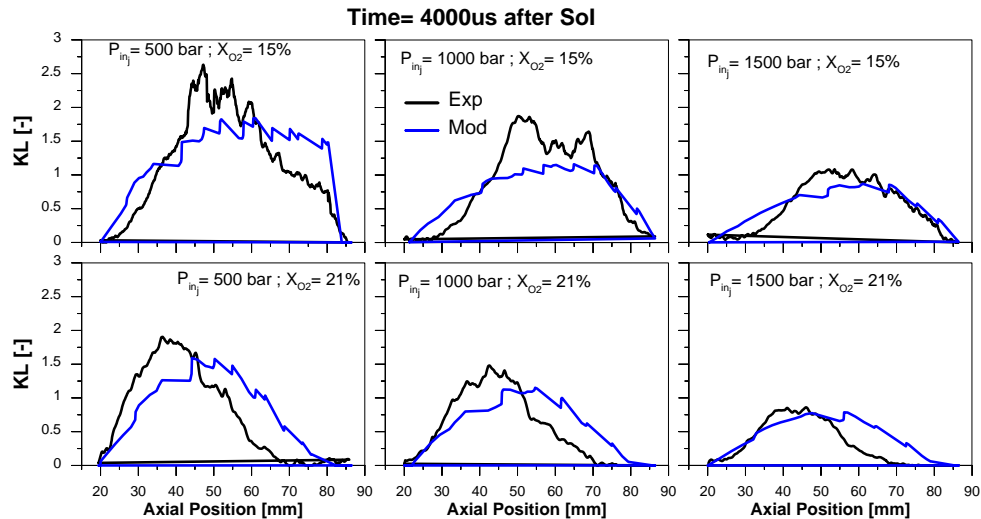 Time= 4000us after SoI
P_inj= 500 bar ; X_O2= 15%
P_inj= 1000 bar ; X_O2= 15%
P_inj= 1500 bar ; X_O2= 15%
Exp
Mod
KL [-]
3
2.5
2
1.5
1
0.5
0
P_inj= 500 bar ; X_O2= 21%
P_inj= 1000 bar ; X_O2= 21%
P_inj= 1500 bar ; X_O2= 21%
KL [-]
3
2
1.5
1
0.5
0
20 30 40 50 60 70 80 90
20 30 40 50 60 70 80 90
20 30 40 50 60 70 80 90
Axial Position [mm]
Axial Position [mm]
Axial Position [mm]